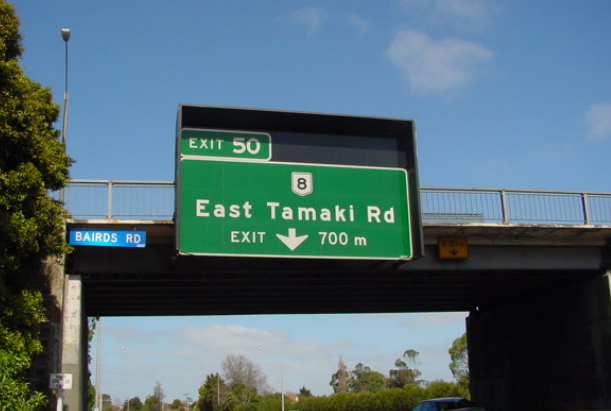 EXIT 50
8
East Tamaki Rd
EXIT 700 m
BAIRDS RD